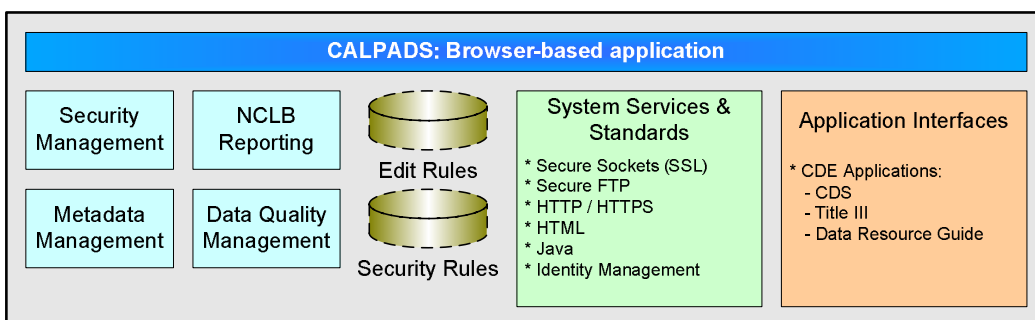 CALPADS: Browser-based application
Security
Management
NCLB
Reporting
Metadata
Management
Data Quality
Management
Edit Rules
Security Rules
System Services &
Standards
* Secure Sockets (SSL)
* Secure FTP
* HTTP / HTTPS
* HTML
* Java
* Identity Management
Application Interfaces
* CDE Applications:
- CDS
- Title III
- Data Resource Guide